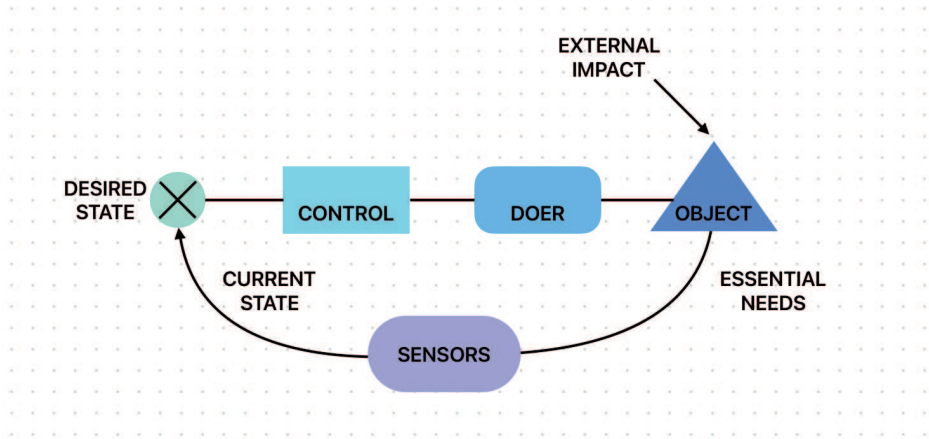 EXTERNAL
IMPACT
DESIRED
STATE
CONTROL
DOER
OBJECT
CURRENT
STATE
ESSENTIAL
NEEDS
SENSORS